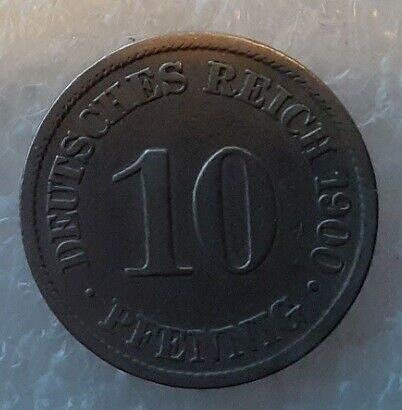 DEUTSCHES REICH 1900
10
· PFENNIG ·